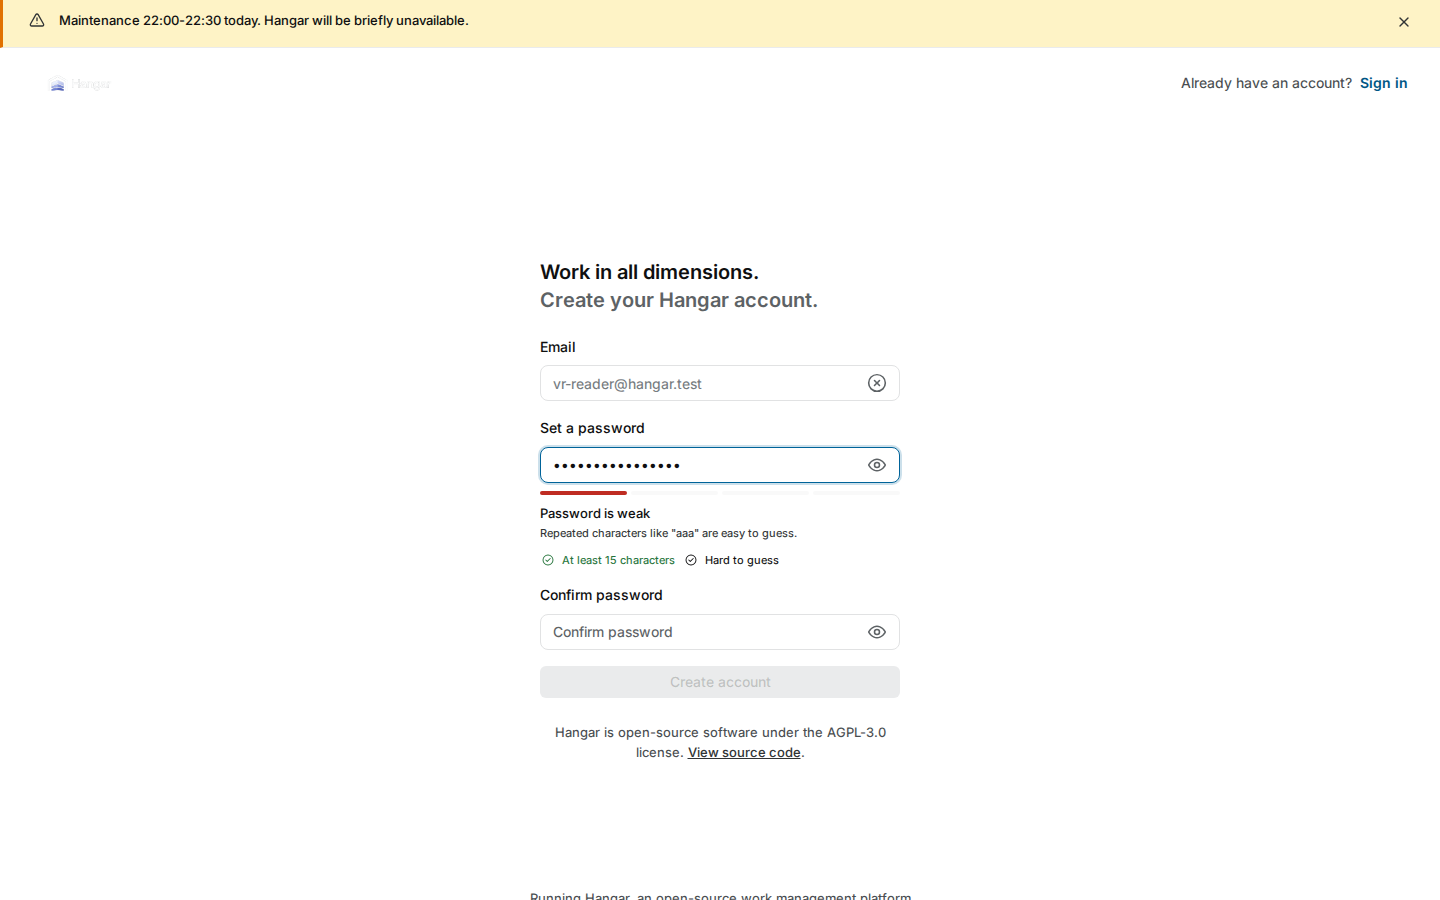 Maintenance 22:00-22:30 today. Hangar will be briefly unavailable.
Hangar
Already have an account? Sign in
Work in all dimensions.
Create your Hangar account.
Email
vr-reader@hangar.test
Set a password
••••••••••••••••
Password is weak
Repeated characters like "aaa" are easy to guess.
At least 15 characters Hard to guess
Confirm password
Confirm password
Create account
Hangar is open-source software under the AGPL-3.0
license. View source code.
Running Hangar, an open-source work management platform